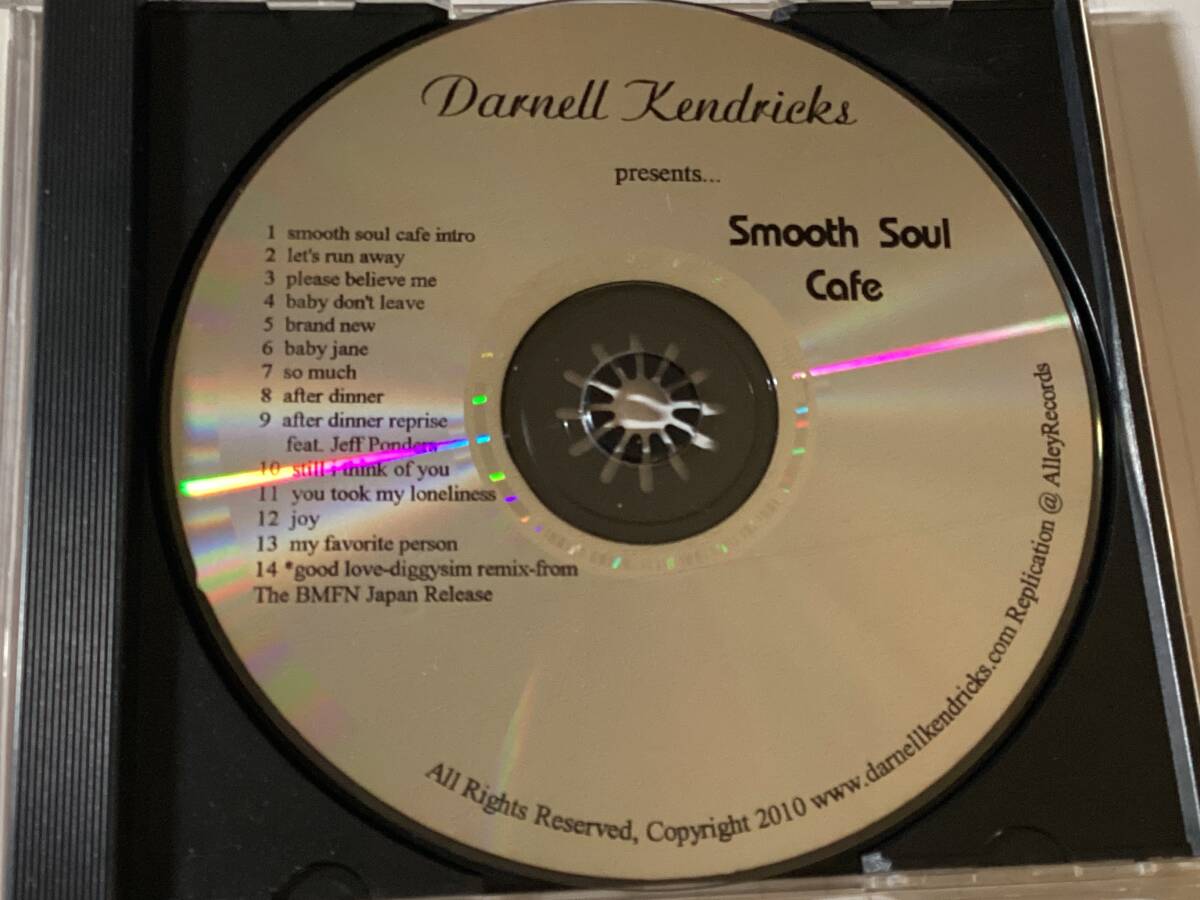 Darnell Kendricks
presents...
Smooth Soul
Cafe
1 smooth soul cafe intro
2 let's run away
3 please believe me
4 baby don't leave
5 brand new
6 baby jane
7 so much
8 after dinner
9 after dinner reprise
feat. Jeff Ponders
10 still i think of you
11 you took my loneliness
12 joy
13 my favorite person
14 *good love-diggysim remix-from
The BMFN Japan Release
All Rights Reserved, Copyright 2010 www.darnellkendricks.com Replication @ AlleyRecords